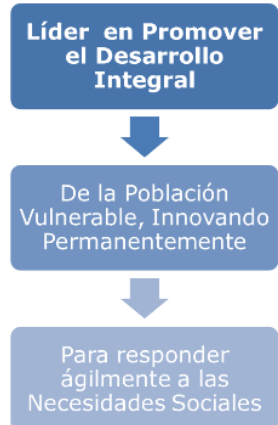 Líder en Promover
el Desarrollo
Integral
De la Población
Vulnerable, Innovando
Permanentemente
Para responder
ágilmente a las
Necesidades Sociales